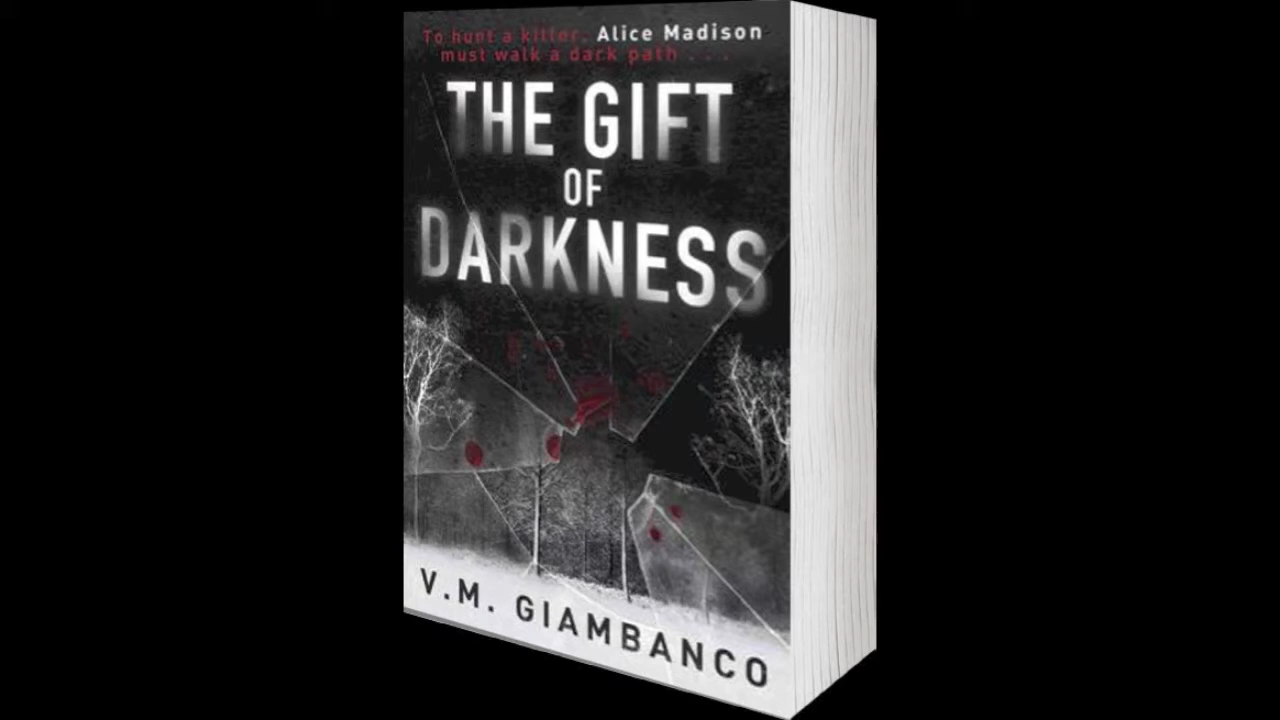 To hunt a killer, Alice Madison
must walk a dark path . . .
THE GIFT
OF
DARKNESS
V.M. GIAMBANCO